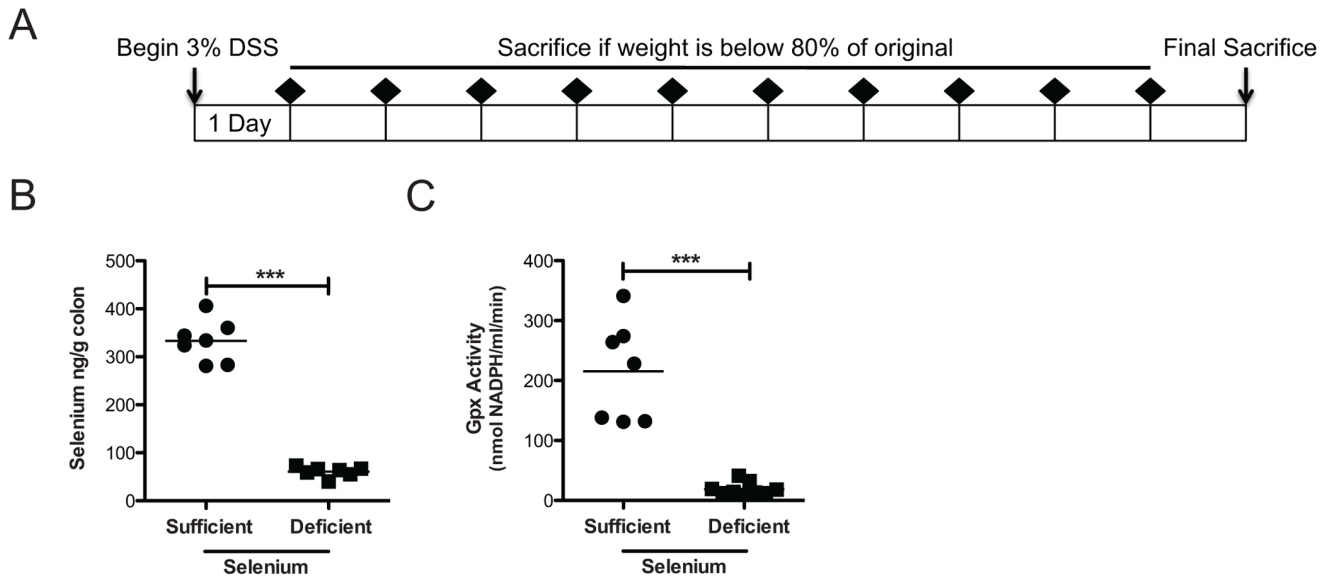 A
Begin 3% DSS
Sacrifice if weight is below 80% of original
Final Sacrifice
1 Day
B
Selenium ng/g colon
500
400
300
200
100
0
***
Sufficient
Deficient
Selenium
C
Gpx Activity
(nmol NADPH/ml/min)
400
300
200
100
0
***
Sufficient
Deficient
Selenium